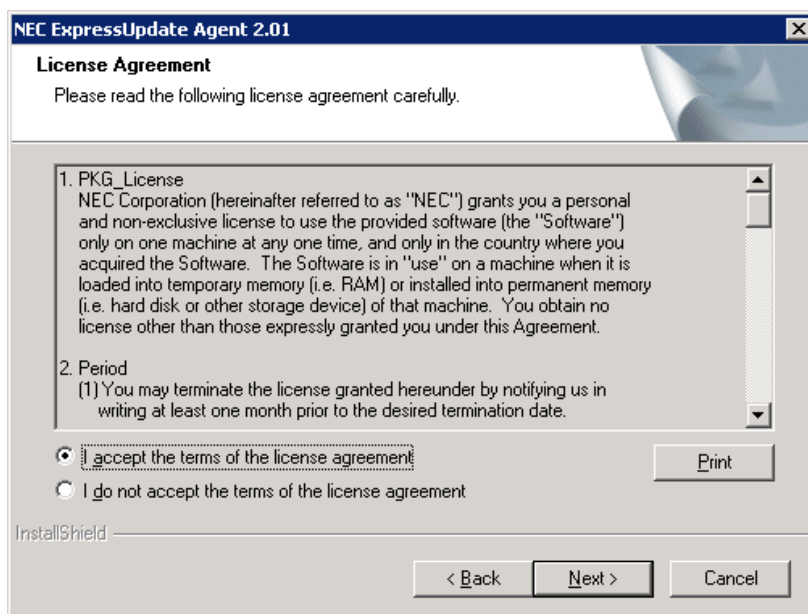 NEC ExpressUpdate Agent 2.01
License Agreement
Please read the following license agreement carefully.
1. PKG_License
NEC Corporation (hereinafter referred to as "NEC") grants you a personal
and non-exclusive license to use the provided software (the "Software")
only on one machine at any one time, and only in the country where you
acquired the Software.  The Software is in "use" on a machine when it is
loaded into temporary memory (i.e. RAM) or installed into permanent memory
(i.e. hard disk or other storage device) of that machine.  You obtain no
license other than those expressly granted you under this Agreement.
2. Period
(1) You may terminate the license granted hereunder by notifying us in
writing at least one month prior to the desired termination date.
I accept the terms of the license agreement
Print
I do not accept the terms of the license agreement
InstallShield
< Back
Next >
Cancel